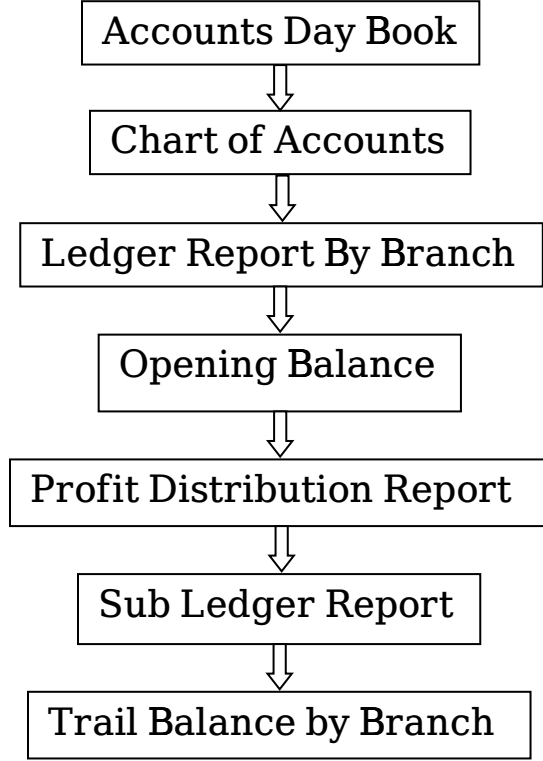 Accounts Day Book
Chart of Accounts
Ledger Report By Branch
Opening Balance
Profit Distribution Report
Sub Ledger Report
Trail Balance by Branch